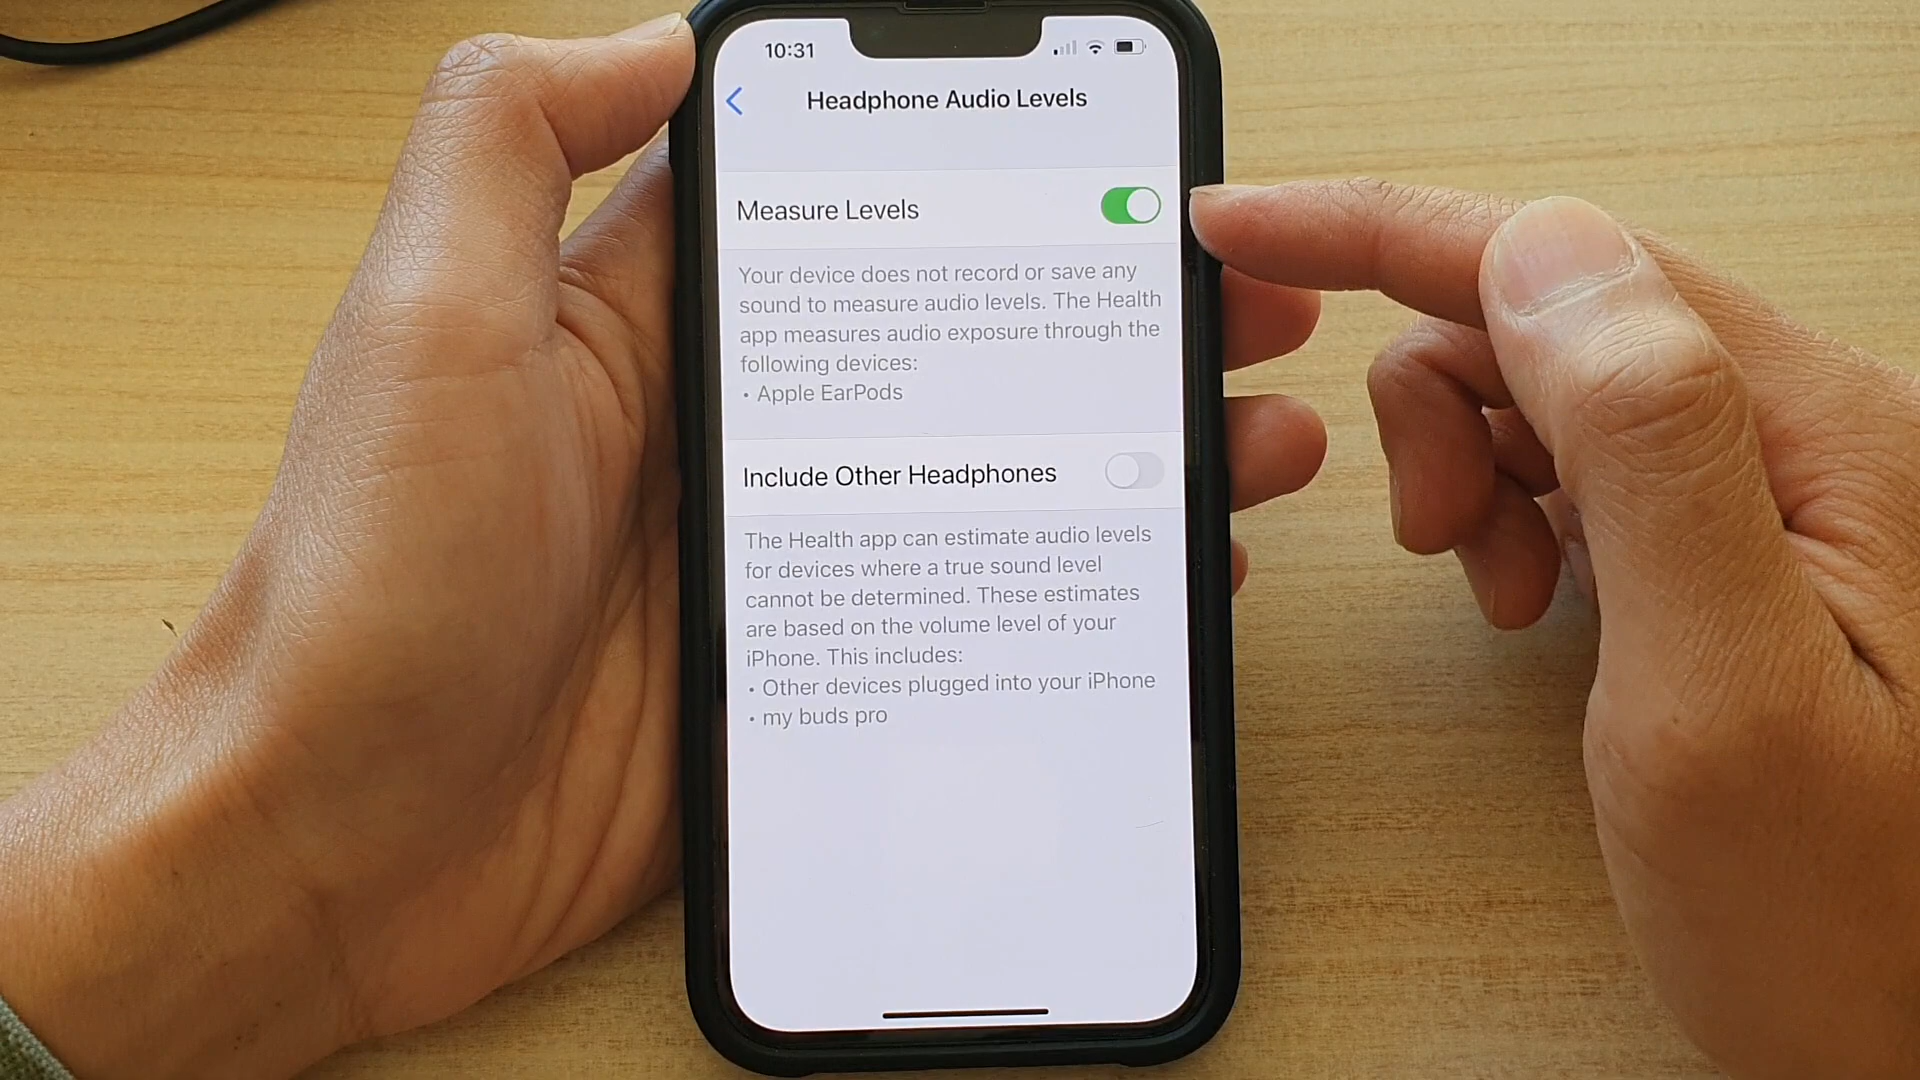 10:31
Headphone Audio Levels
Measure Levels
Your device does not record or save any
sound to measure audio levels. The Health
app measures audio exposure through the
following devices:
• Apple EarPods
Include Other Headphones
The Health app can estimate audio levels
for devices where a true sound level
cannot be determined. These estimates
are based on the volume level of your
iPhone. This includes:
• Other devices plugged into your iPhone
• my buds pro